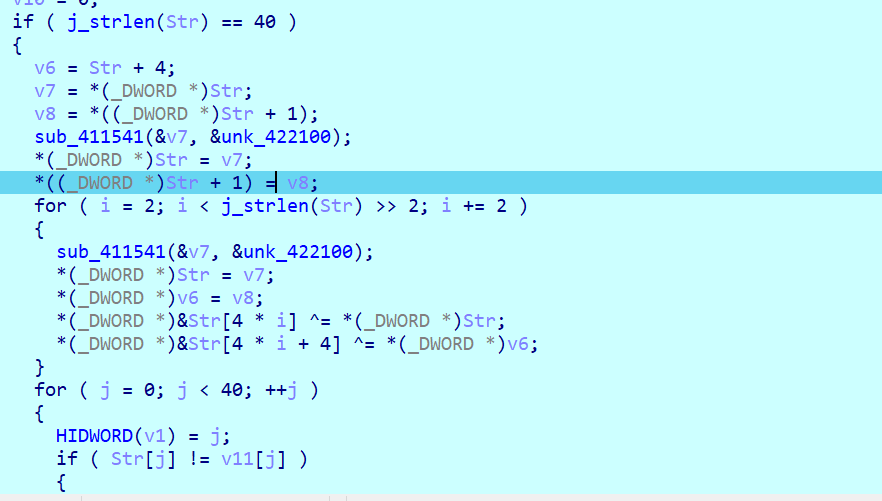 v10 = 0;
if ( j_strlen(Str) == 40 )
{
v6 = Str + 4;
v7 = *(_DWORD *)Str;
v8 = *((_DWORD *)Str + 1);
sub_411541(&v7, &unk_422100);
*(_DWORD *)Str = v7;
*((_DWORD *)Str + 1) = v8;
for ( i = 2; i < j_strlen(Str) >> 2; i += 2 )
{
sub_411541(&v7, &unk_422100);
*(_DWORD *)Str = v7;
*(_DWORD *)v6 = v8;
*(_DWORD *)&Str[4 * i] ^= *(_DWORD *)Str;
*(_DWORD *)&Str[4 * i + 4] ^= *(_DWORD *)v6;
}
for ( j = 0; j < 40; ++j )
{
HIDWORD(v1) = j;
if ( Str[j] != v11[j] )
{